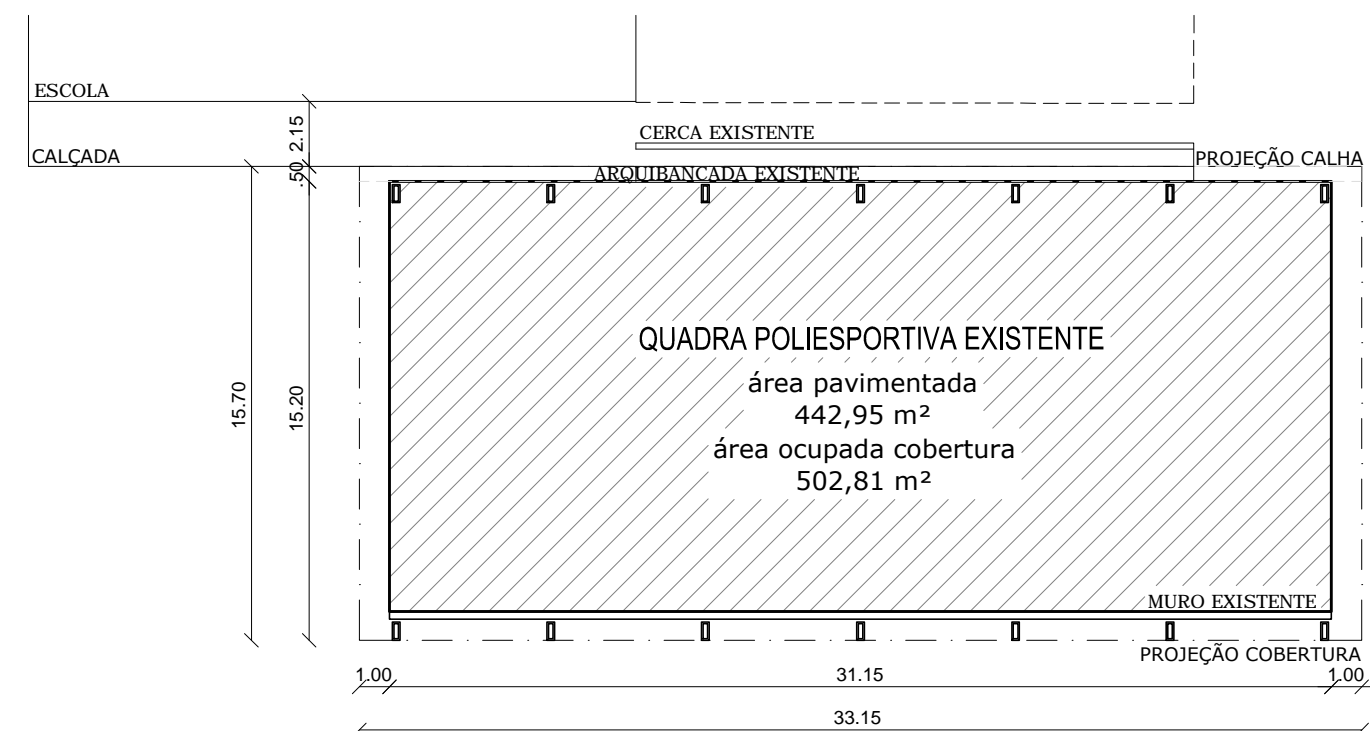 ESCOLA
2.15
CERCA EXISTENTE
CALÇADA
PROJEÇÃO CALHA
.50
ARQUIBANCADA EXISTENTE
QUADRA POLIESPORTIVA EXISTENTE
área pavimentada
442,95 m²
área ocupada cobertura
502,81 m²
15.70
15.20
MURO EXISTENTE
PROJEÇÃO COBERTURA
1.00
31.15
1.00
33.15